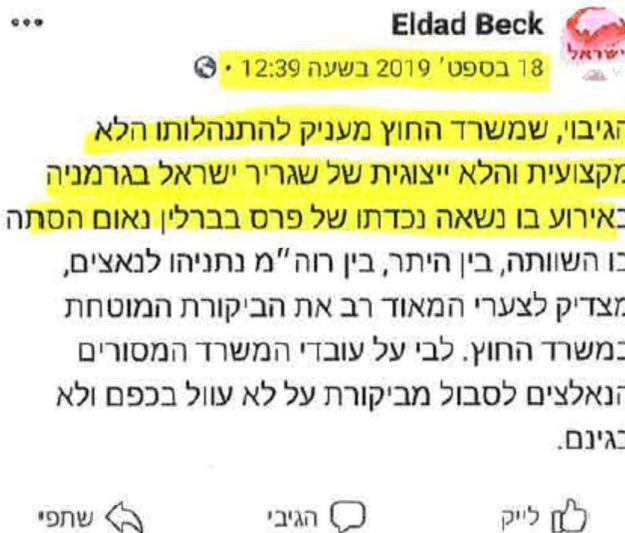 Eldad Beck
ישראל
18 בספט׳ 2019 בשעה 12:39 ·
הגיבוי, שמשרד החוץ מעניק להתנהלותו הלא
מקצועית והלא ייצוגית של שגריר ישראל בגרמניה
באירוע בו נשאה נכדתו של פרס בברלין נאום הסתה
בו השוותה, בין היתר, בין רוה״מ נתניהו לנאצים,
מצדיק לצערי המאוד רב את הביקורת המוטחת
במשרד החוץ. לבי על עובדי המשרד המסורים
הנאלצים לסבול מביקורת על לא עוול בכפם ולא
בגינם.
לייק
הגיבי
שתפי